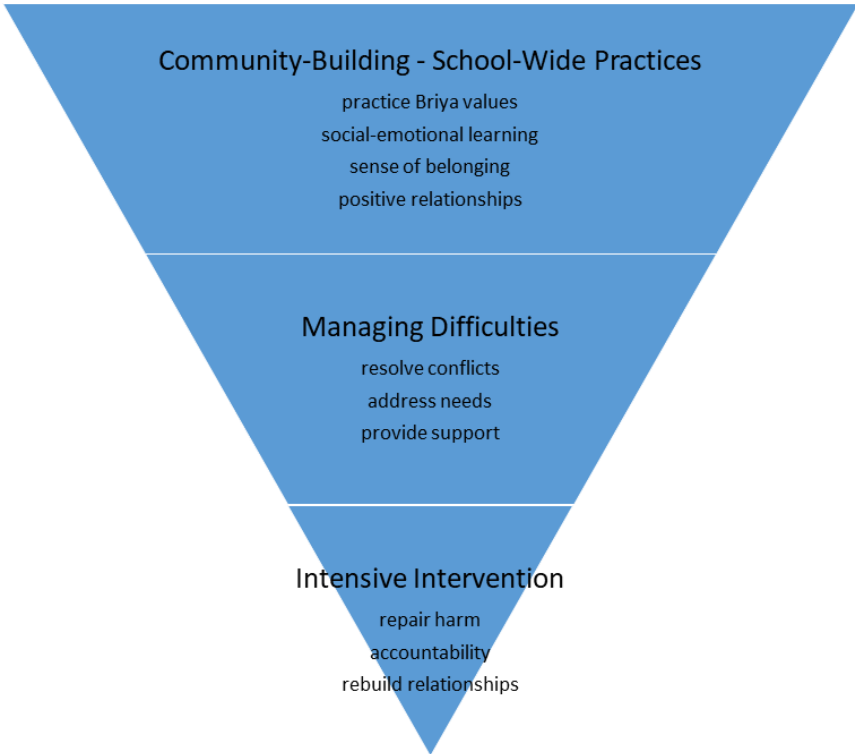 Community-Building - School-Wide Practices
practice Briya values
social-emotional learning
sense of belonging
positive relationships
Managing Difficulties
resolve conflicts
address needs
provide support
Intensive Intervention
repair harm
accountability
rebuild relationships